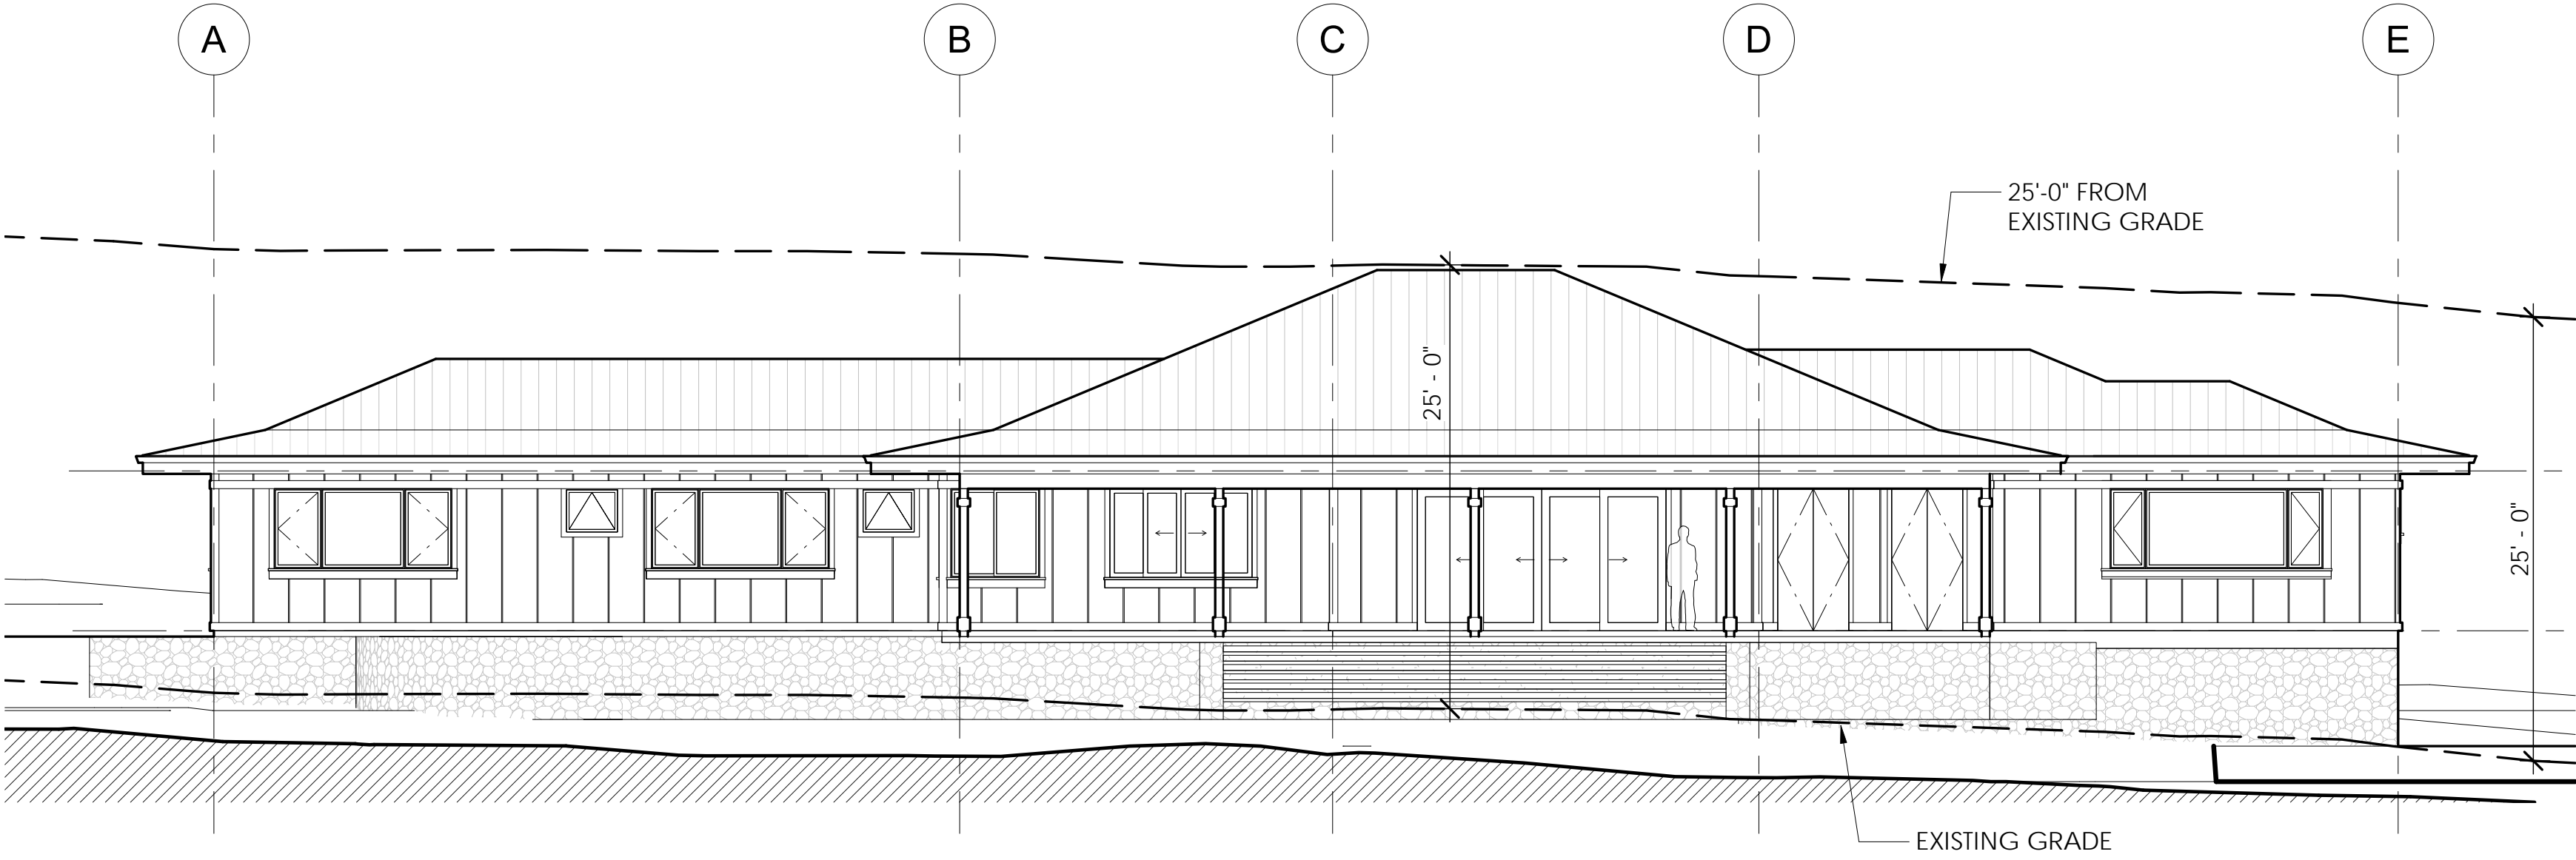 A
B
C
D
E
25'-0" FROM
EXISTING GRADE
25' - 0"
25' - 0"
EXISTING GRADE